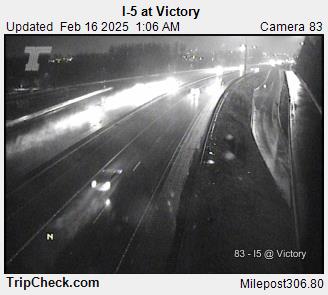 I-5 at Victory
Updated Feb 16 2025 1:06 AM Camera 83
T
N
83 - I5 @ Victory
TripCheck.com Milepost306.80